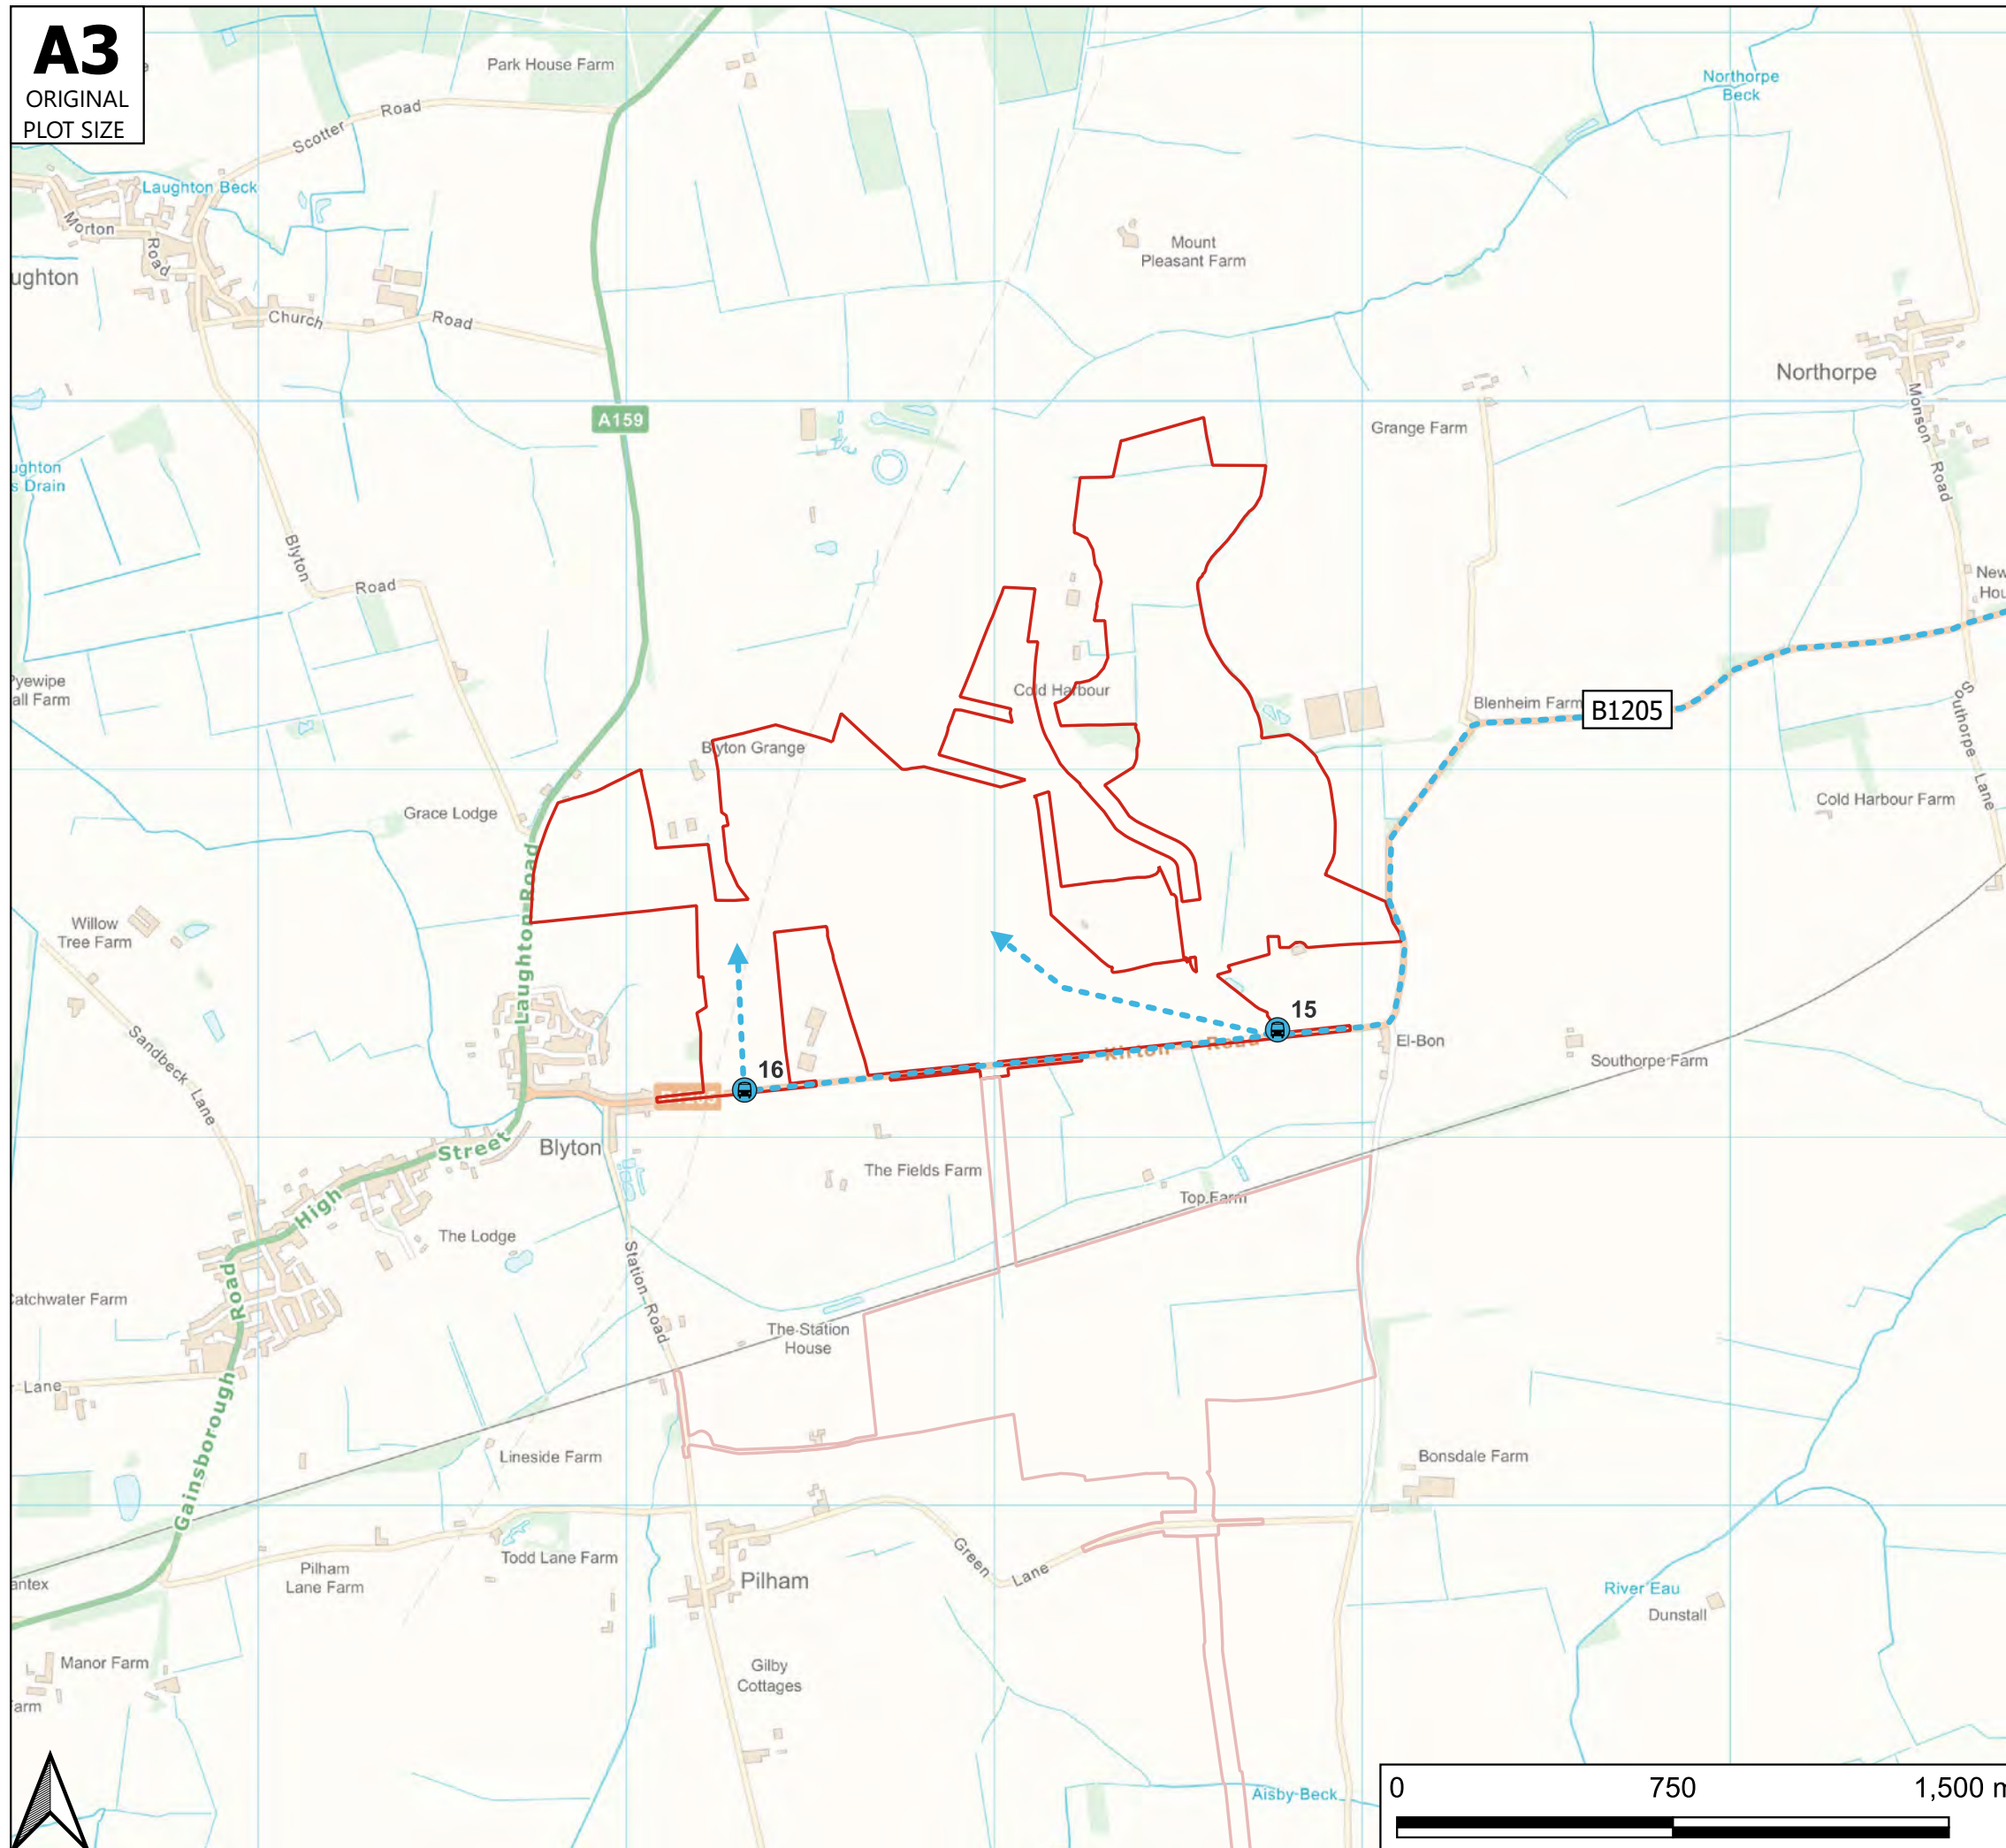 A3
ORIGINAL
PLOT SIZE
Park House Farm
Scotter Road
Northorpe
Beck
Laughton Beck
Morton
Road
ughton
Church Road
Mount
Pleasant Farm
Northorpe
Monson Road
A159
Grange Farm
ughton
s Drain
Blyton
Road
New
Hou
Pyewipe
all Farm
Cold Harbour
Blenheim Farm
B1205
Southorpe Lane
Blyton Grange
Grace Lodge
Cold Harbour Farm
Laughton Road
Willow
Tree Farm
Sandbeck Lane
15
Kirton Road
El-Bon
Southorpe Farm
16
Blyton
High Street
The Fields Farm
Top Farm
The Lodge
Station Road
atchwater Farm
The Station
House
Lane
Gainsborough Road
Lineside Farm
Bonsdale Farm
Pilham
Lane Farm
Todd Lane Farm
Pilham
Green Lane
antex
River Eau
Dunstall
Manor Farm
Gilby
Cottages
arm
Aisby Beck
0 750 1,500 m